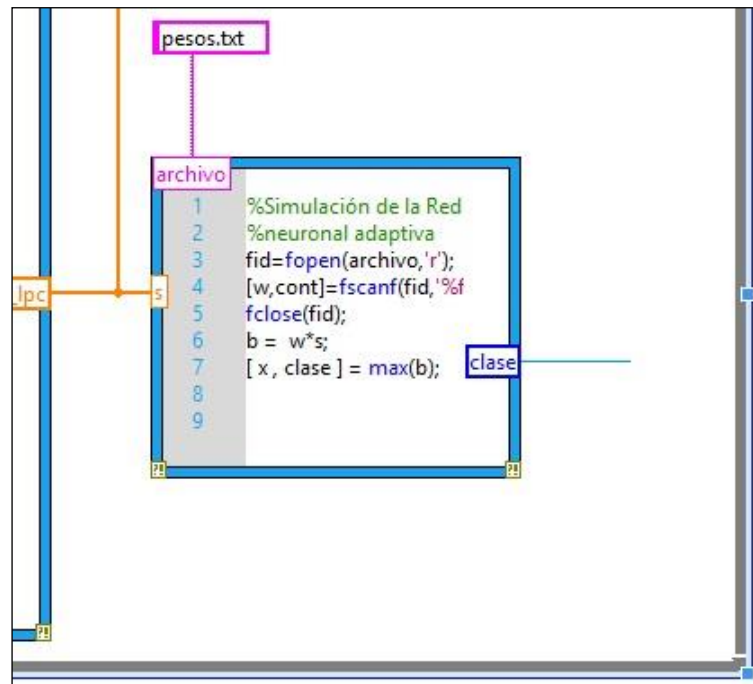 pesos.txt
archivo
1 %Simulación de la Red
2 %neuronal adaptiva
3 fid=fopen(archivo,'r');
_lpc s 4 [w,cont]=fscanf(fid,'%f
5 fclose(fid);
6 b = w*s;
7 [ x , clase ] = max(b); clase
8
9
?! ?!
?!